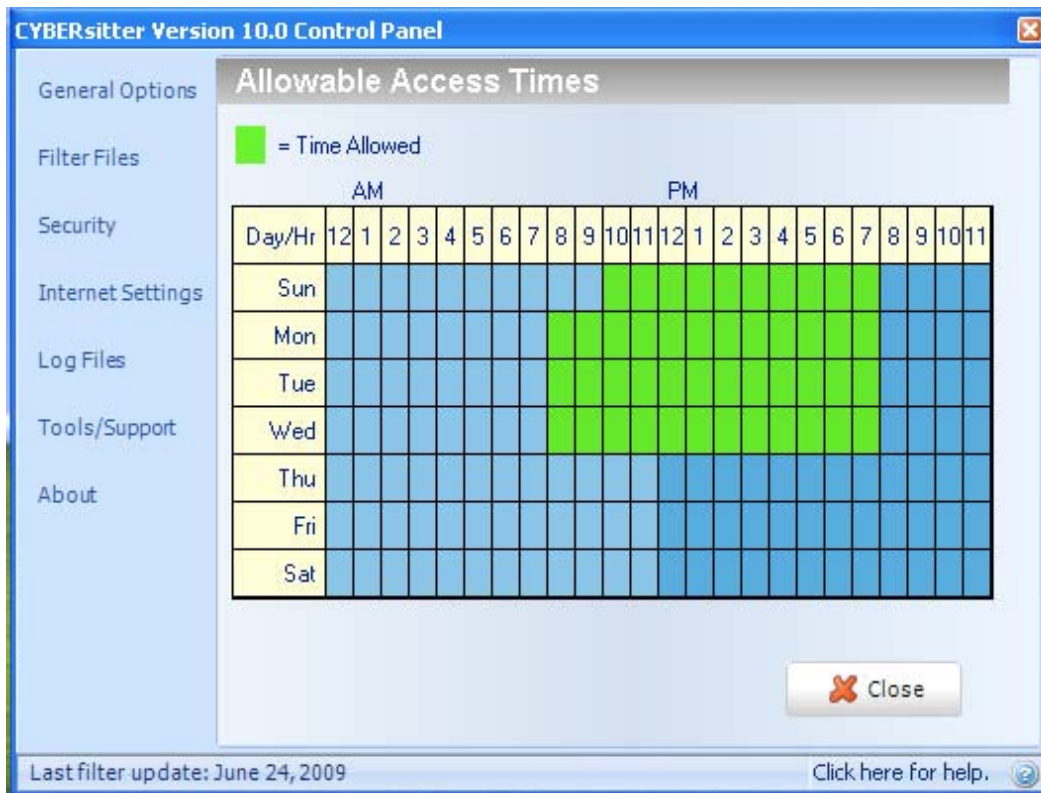 CYBERsitter Version 10.0 Control Panel
General Options
Filter Files
Security
Internet Settings
Log Files
Tools/Support
About
Allowable Access Times
= Time Allowed
AM PM
Day/Hr 12 1 2 3 4 5 6 7 8 9 10 11 12 1 2 3 4 5 6 7 8 9 10 11
Sun
Mon
Tue
Wed
Thu
Fri
Sat
Close
Last filter update: June 24, 2009
Click here for help.